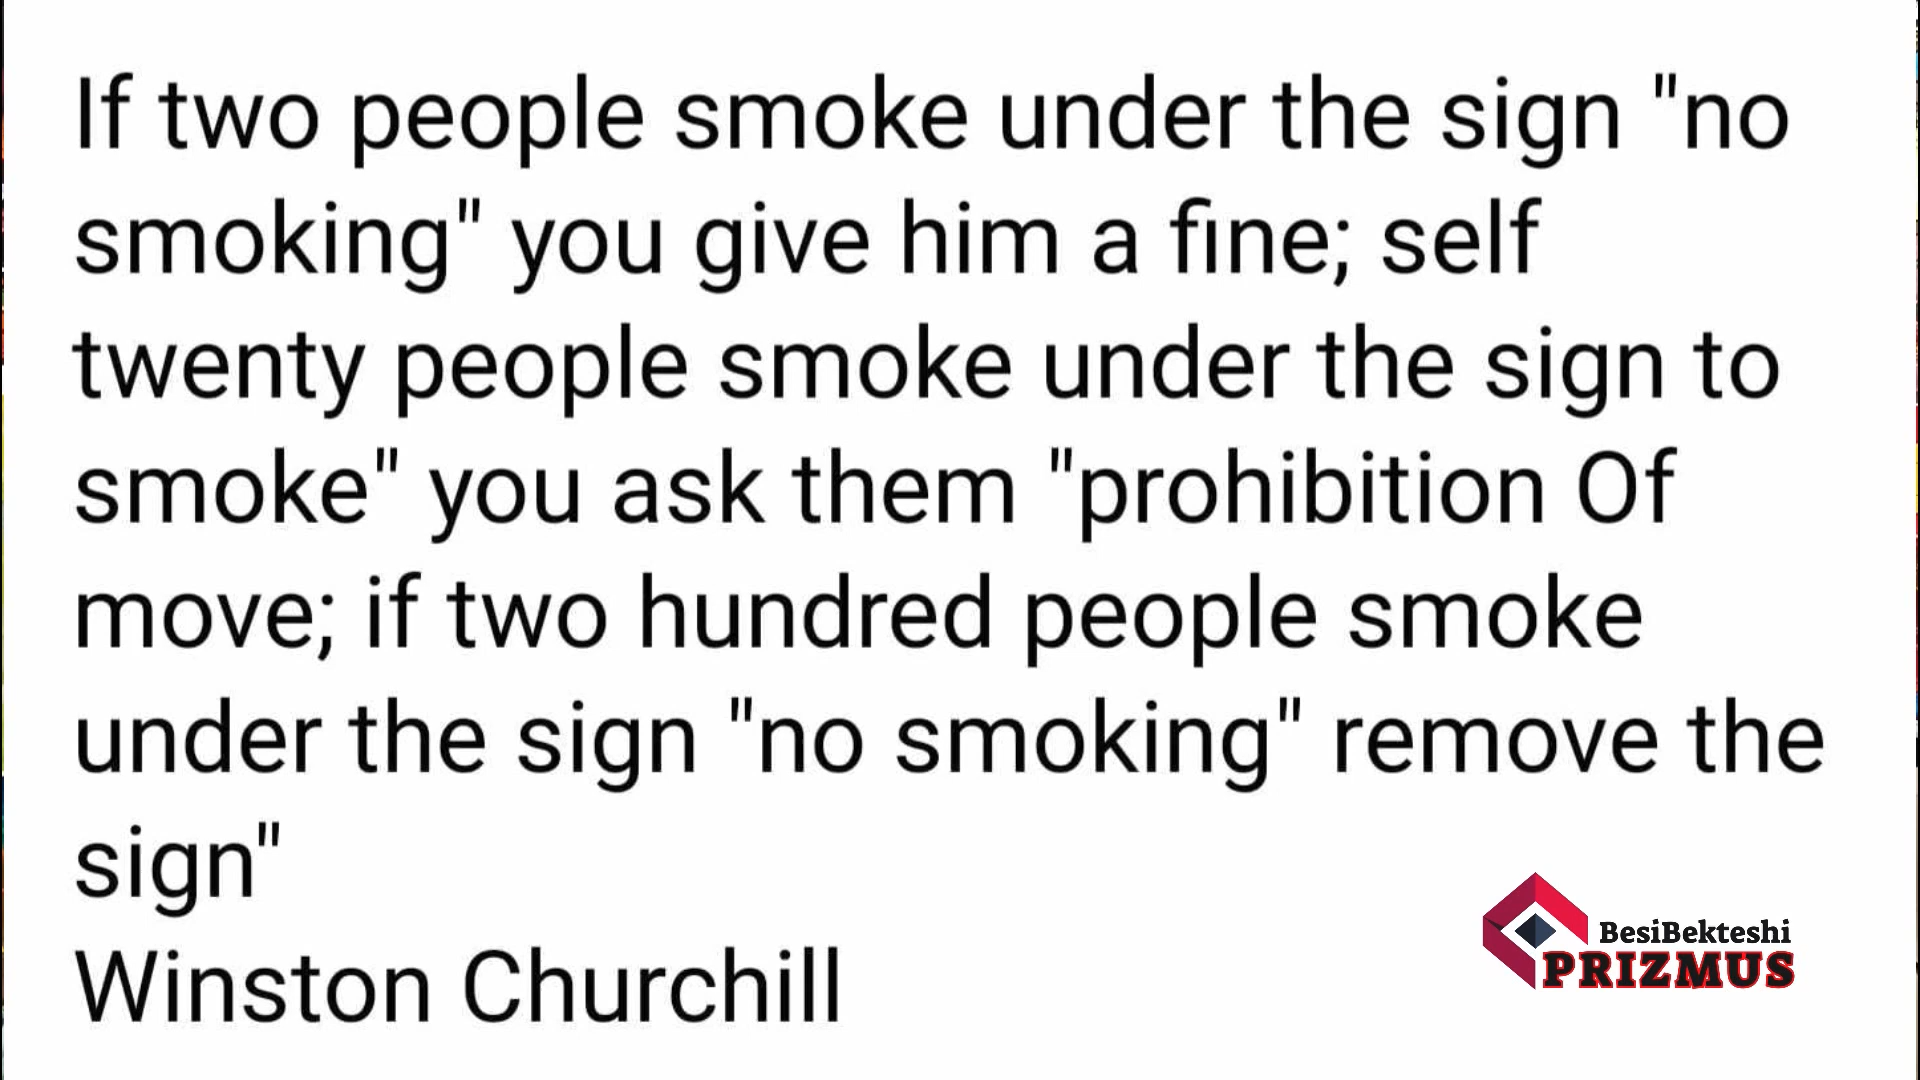 If two people smoke under the sign "no
smoking" you give him a fine; self
twenty people smoke under the sign to
smoke" you ask them "prohibition Of
move; if two hundred people smoke
under the sign "no smoking" remove the
sign"
Winston Churchill
BesiBekteshi
PRIZMUS